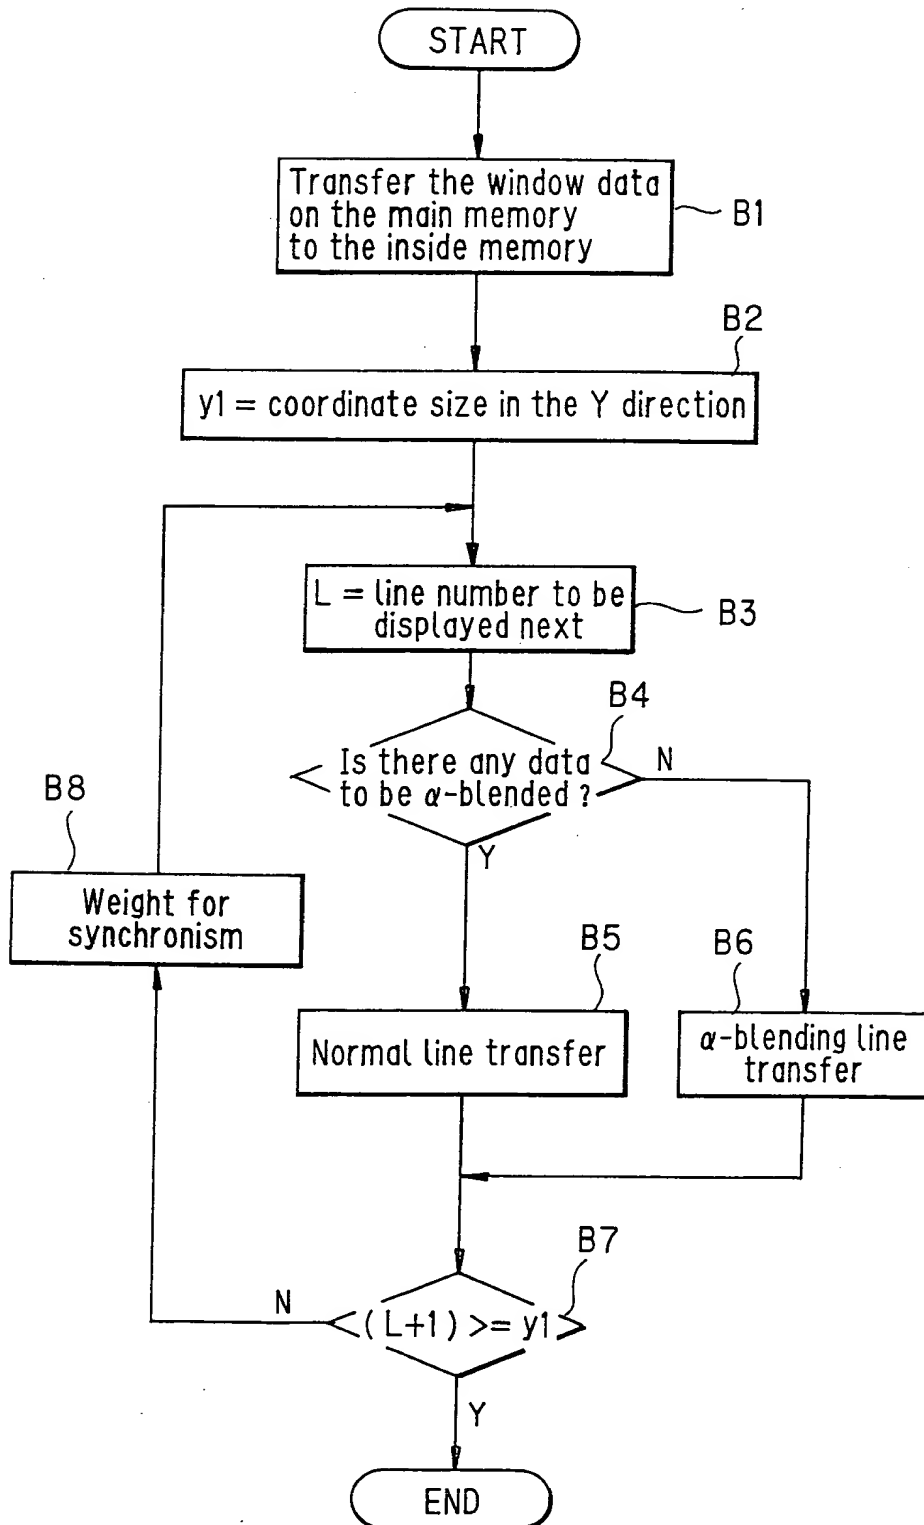 START
Transfer the window data
on the main memory
to the inside memory
B1
B2
y1 = coordinate size in the Y direction
L = line number to be
displayed next
B3
B4
Is there any data
to be α-blended ?
N
Y
B8
Weight for
synchronism
B5
Normal line transfer
B6
α-blending line
transfer
B7
(L+1) >= y1
N
Y
END